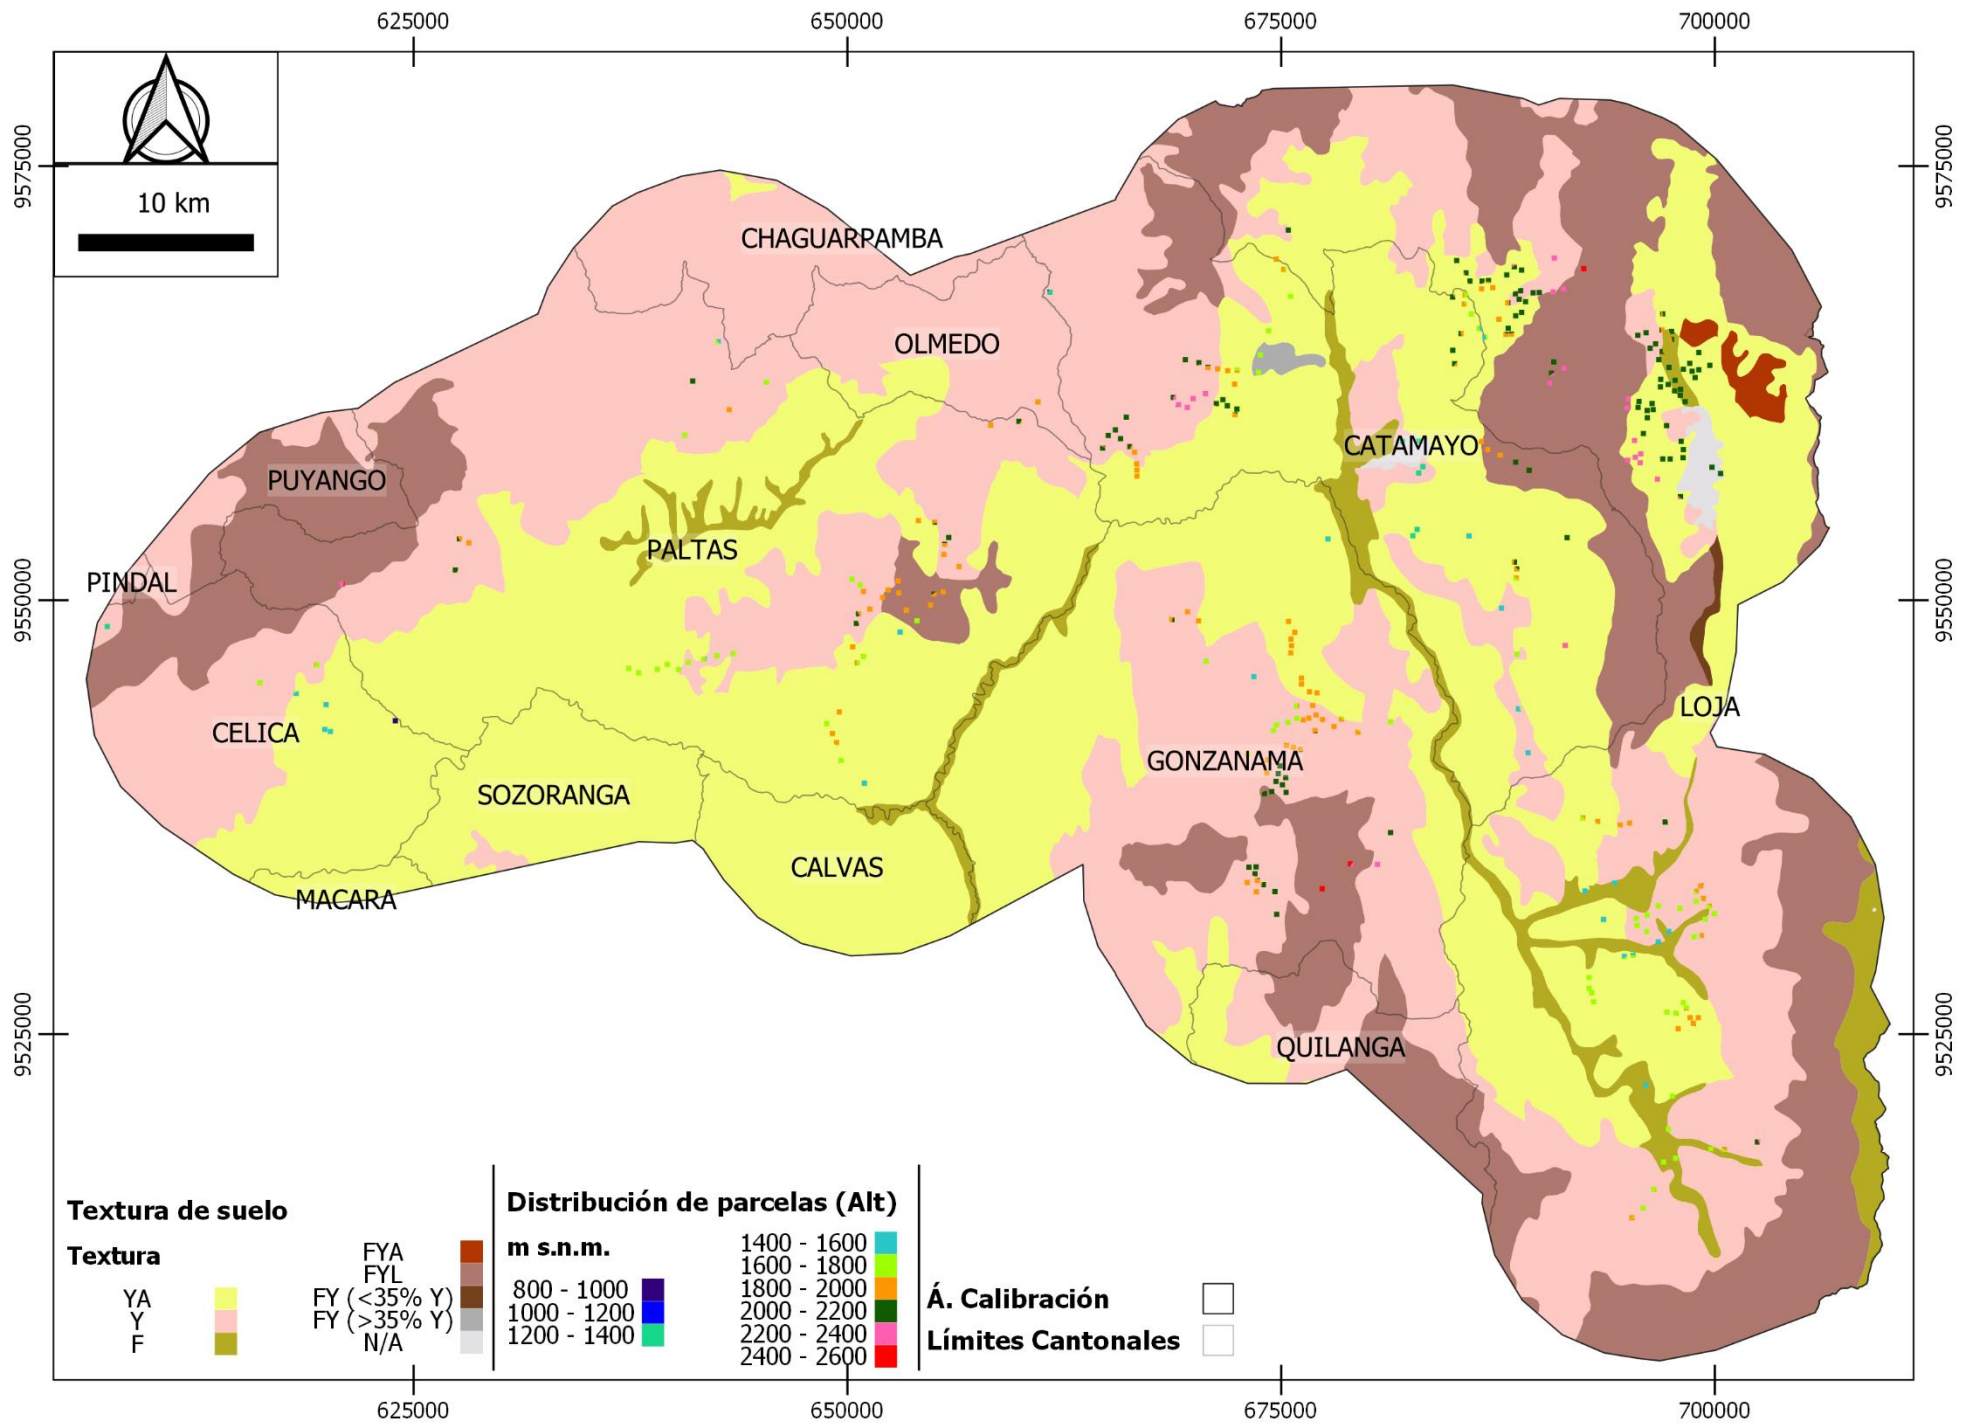 625000 650000 675000 700000
9575000
9550000
9525000
10 km
CHAGUARPAMBA
OLMEDO
PUYANGO
CATAMAYO
PALTAS
PINDAL
LOJA
CELICA
GONZANAMA
SOZORANGA
CALVAS
MACARA
QUILANGA
9575000
9550000
9525000
Textura de suelo
Textura
YA
Y
F
FYA
FYL
FY (<35% Y)
FY (>35% Y)
N/A
Distribución de parcelas (Alt)
m s.n.m.
800 - 1000
1000 - 1200
1200 - 1400
1400 - 1600
1600 - 1800
1800 - 2000
2000 - 2200
2200 - 2400
2400 - 2600
Á. Calibración
Límites Cantonales
625000 650000 675000 700000